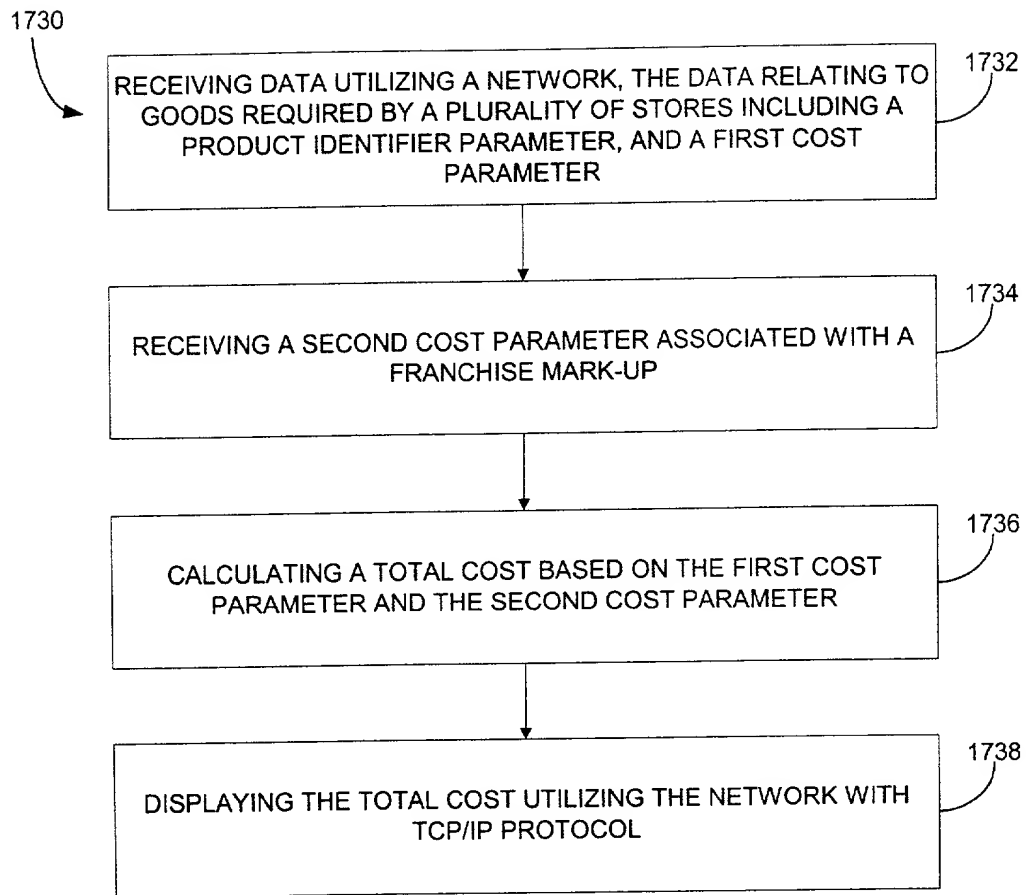 1730
1732
RECEIVING DATA UTILIZING A NETWORK, THE DATA RELATING TO
GOODS REQUIRED BY A PLURALITY OF STORES INCLUDING A
PRODUCT IDENTIFIER PARAMETER, AND A FIRST COST
PARAMETER
1734
RECEIVING A SECOND COST PARAMETER ASSOCIATED WITH A
FRANCHISE MARK-UP
1736
CALCULATING A TOTAL COST BASED ON THE FIRST COST
PARAMETER AND THE SECOND COST PARAMETER
1738
DISPLAYING THE TOTAL COST UTILIZING THE NETWORK WITH
TCP/IP PROTOCOL